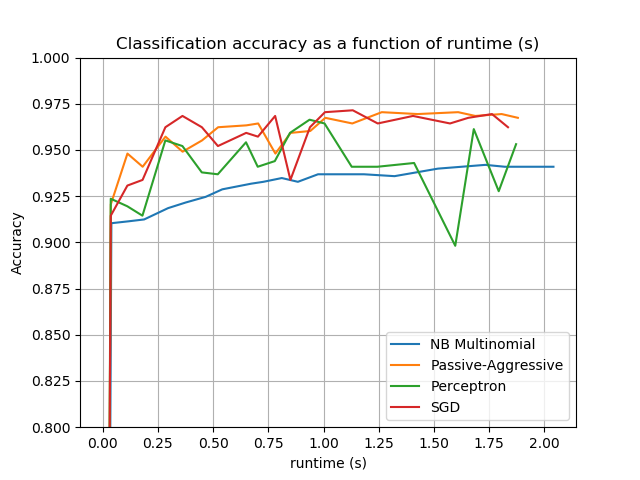 Classification accuracy as a function of runtime (s)
1.000
0.975
0.950
0.925
0.900
0.875
0.850
0.825
0.800
Accuracy
NB Multinomial
Passive-Aggressive
Perceptron
SGD
0.00 0.25 0.50 0.75 1.00 1.25 1.50 1.75 2.00
runtime (s)